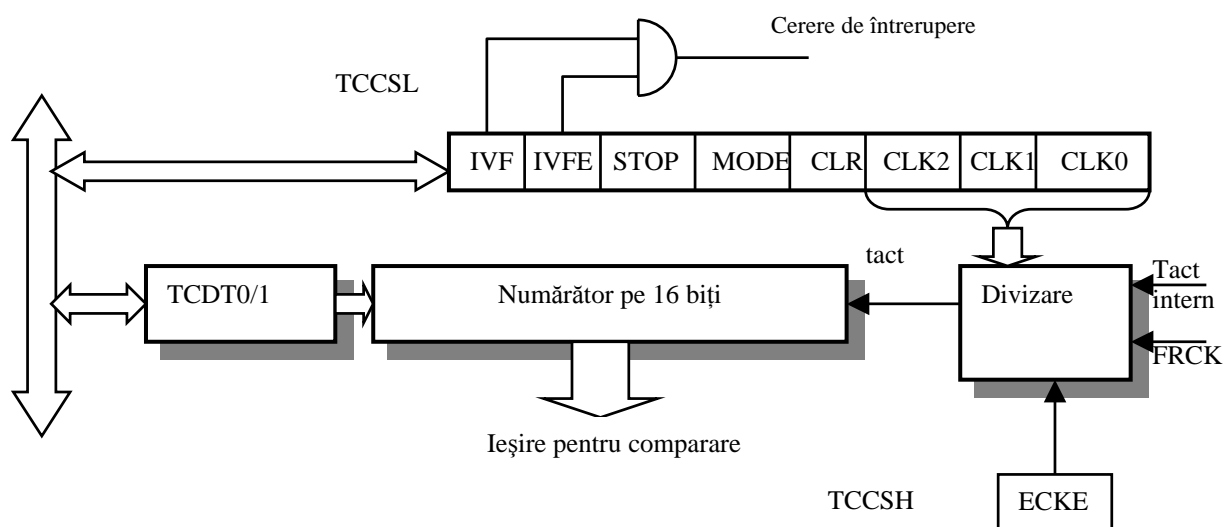 Cerere de întrerupere
TCCSL
IVF IVFE STOP MODE CLR CLK2 CLK1 CLK0
tact
TCDT0/1
Numărător pe 16 biți
Divizare
Tact
intern
FRCK
Ieşire pentru comparare
TCCSH
ECKE